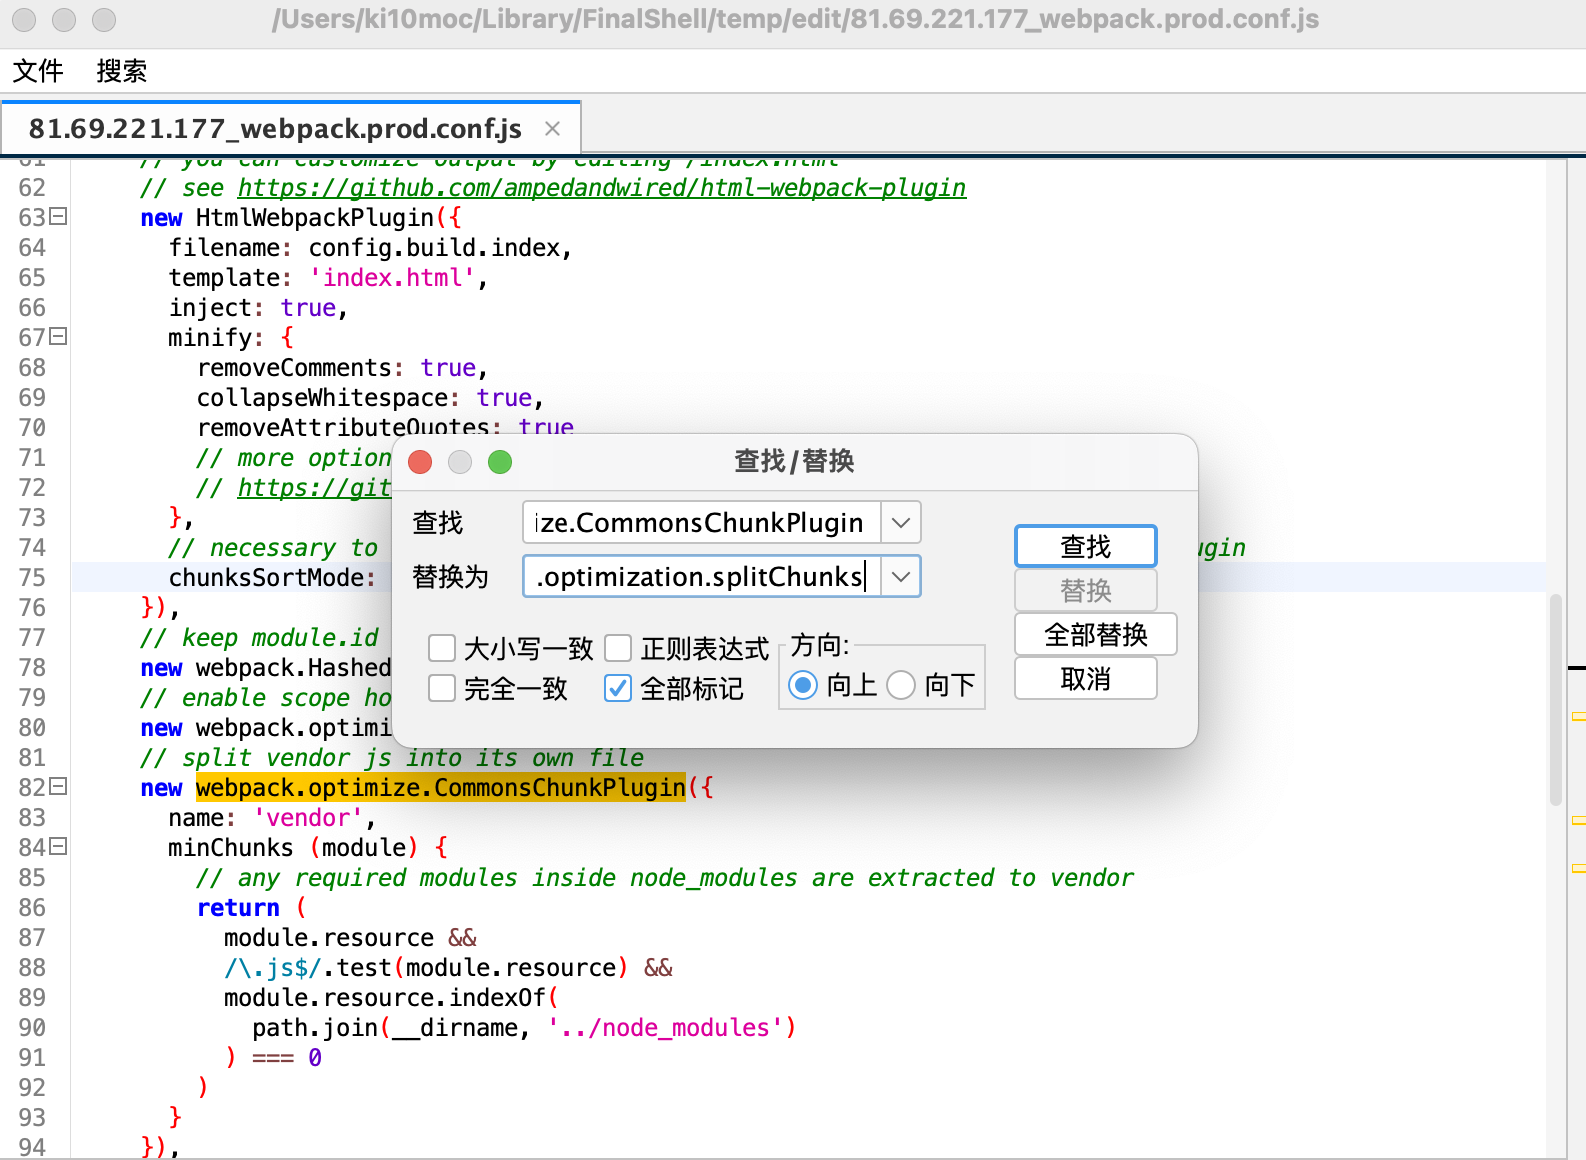 /Users/ki10moc/Library/FinalShell/temp/edit/81.69.221.177_webpack.prod.conf.js
文件 搜索
81.69.221.177_webpack.prod.conf.js ×
61 // you can customize output by editing /index.html
62 // see https://github.com/ampedandwired/html-webpack-plugin
63 new HtmlWebpackPlugin({
64 filename: config.build.index,
65 template: 'index.html',
66 inject: true,
67 minify: {
68 removeComments: true,
69 collapseWhitespace: true,
70 removeAttributeQuotes: true
71 // more option
72 // https://git
73 },
74 // necessary to ugin
75 chunksSortMode:
76 }),
77 // keep module.id
78 new webpack.Hashed
79 // enable scope ho
80 new webpack.optimi
81 // split vendor js into its own file
82 new webpack.optimize.CommonsChunkPlugin({
83 name: 'vendor',
84 minChunks (module) {
85 // any required modules inside node_modules are extracted to vendor
86 return (
87 module.resource &&
88 /\.js$/.test(module.resource) &&
89 module.resource.indexOf(
90 path.join(__dirname, '../node_modules')
91 ) === 0
92 )
93 }
94 }),
查找/替换
查找 ize.CommonsChunkPlugin
替换为 .optimization.splitChunks
大小写一致 正则表达式
完全一致 全部标记
方向:
向上 向下
查找
替换
全部替换
取消